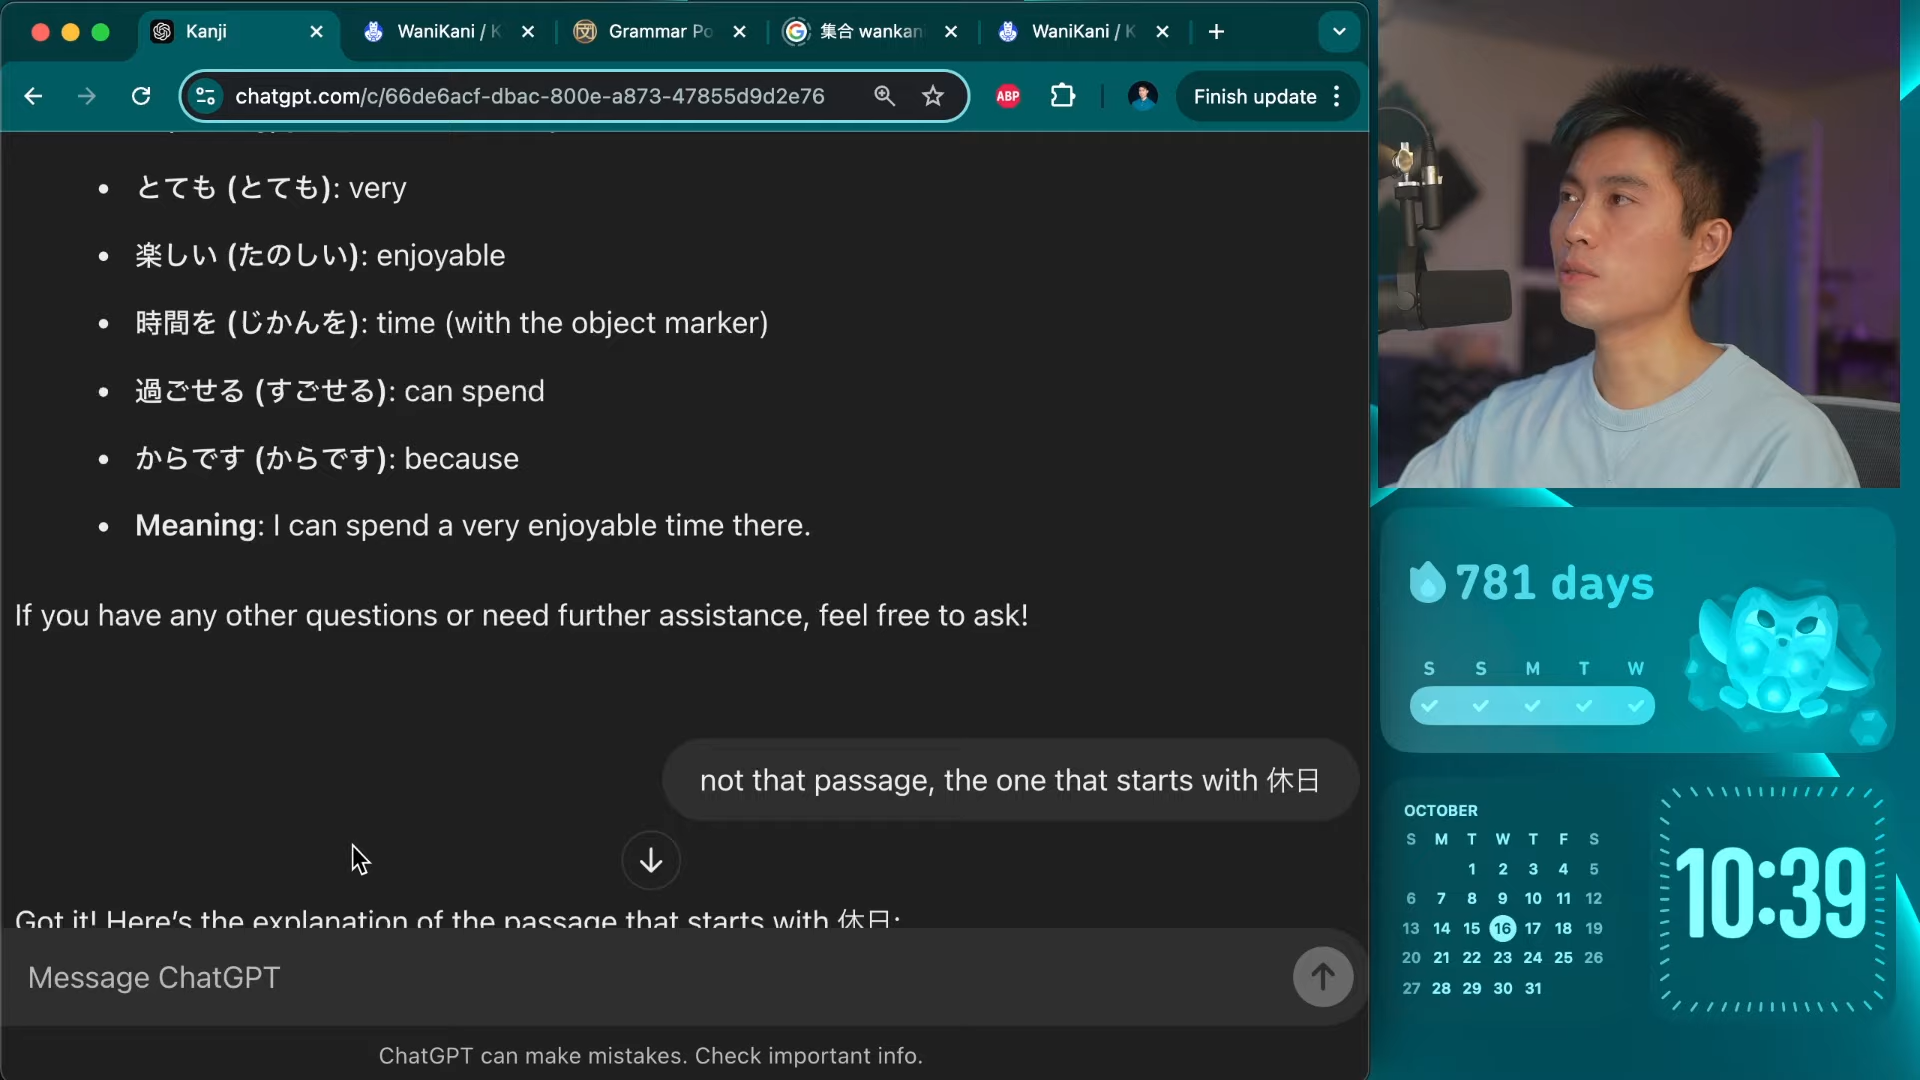 Kanji
WaniKani / K
Grammar Po
集合 wankan
WaniKani / K
chatgpt.com/c/66de6acf-dbac-800e-a873-47855d9d2e76
ABP
Finish update
とても (とても): very
楽しい (たのしい): enjoyable
時間を (じかんを): time (with the object marker)
過ごせる (すごせる): can spend
からです (からです): because
Meaning: I can spend a very enjoyable time there.
If you have any other questions or need further assistance, feel free to ask!
not that passage, the one that starts with 休日
Got it! Here’s the explanation of the passage that starts with 休日:
Message ChatGPT
ChatGPT can make mistakes. Check important info.
781 days
S S M T W
OCTOBER
S M T W T F S
1 2 3 4 5
6 7 8 9 10 11 12
13 14 15 16 17 18 19
20 21 22 23 24 25 26
27 28 29 30 31
10:39